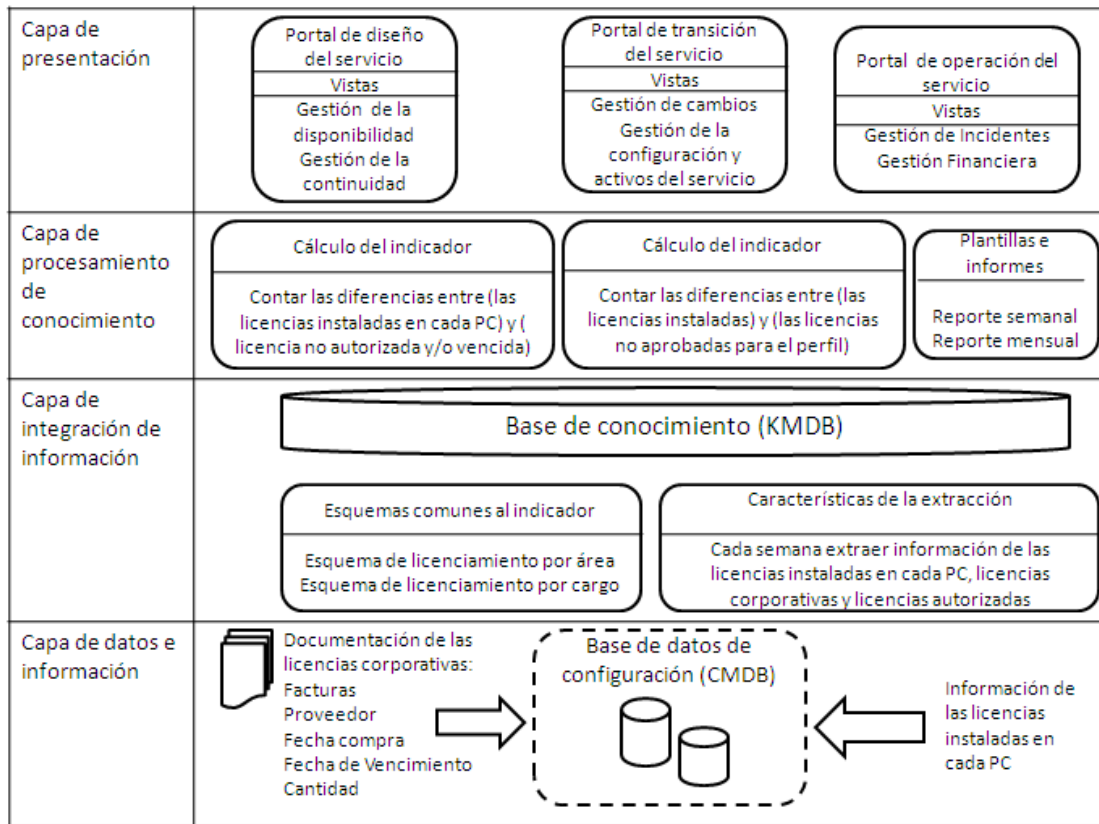 Capa de
presentación
Portal de diseño
del servicio
Vistas
Gestión de la
disponibilidad
Gestión de la
continuidad
Portal de transición
del servicio
Vistas
Gestión de cambios
Gestión de la
configuración y
activos del servicio
Portal de operación del
servicio
Vistas
Gestión de Incidentes
Gestión Financiera
Capa de
procesamiento
de
conocimiento
Cálculo del indicador
Contar las diferencias entre (las
licencias instaladas en cada PC) y (
licencia no autorizada y/o vencida)
Cálculo del indicador
Contar las diferencias entre (las
licencias instaladas) y (las licencias
no aprobadas para el perfil)
Plantillas e
informes
Reporte semanal
Reporte mensual
Capa de
integración de
información
Base de conocimiento (KMDB)
Esquemas comunes al indicador
Esquema de licenciamiento por área
Esquema de licenciamiento por cargo
Características de la extracción
Cada semana extraer información de las
licencias instaladas en cada PC, licencias
corporativas y licencias autorizadas
Capa de datos e
información
Documentación de las
licencias corporativas:
Facturas
Proveedor
Fecha compra
Fecha de Vencimiento
Cantidad
Base de datos de
configuración (CMDB)
Información de
las licencias
instaladas en
cada PC